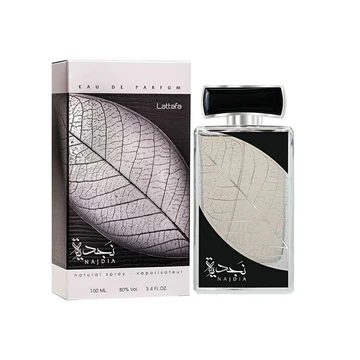 EAU DE PARFUM
Lattafa
نجدية
NAJDIA
natural spray - vaporisateur
100 ML. 80% Vol. 3.4 FL.OZ.
نجدية
NAJDIA